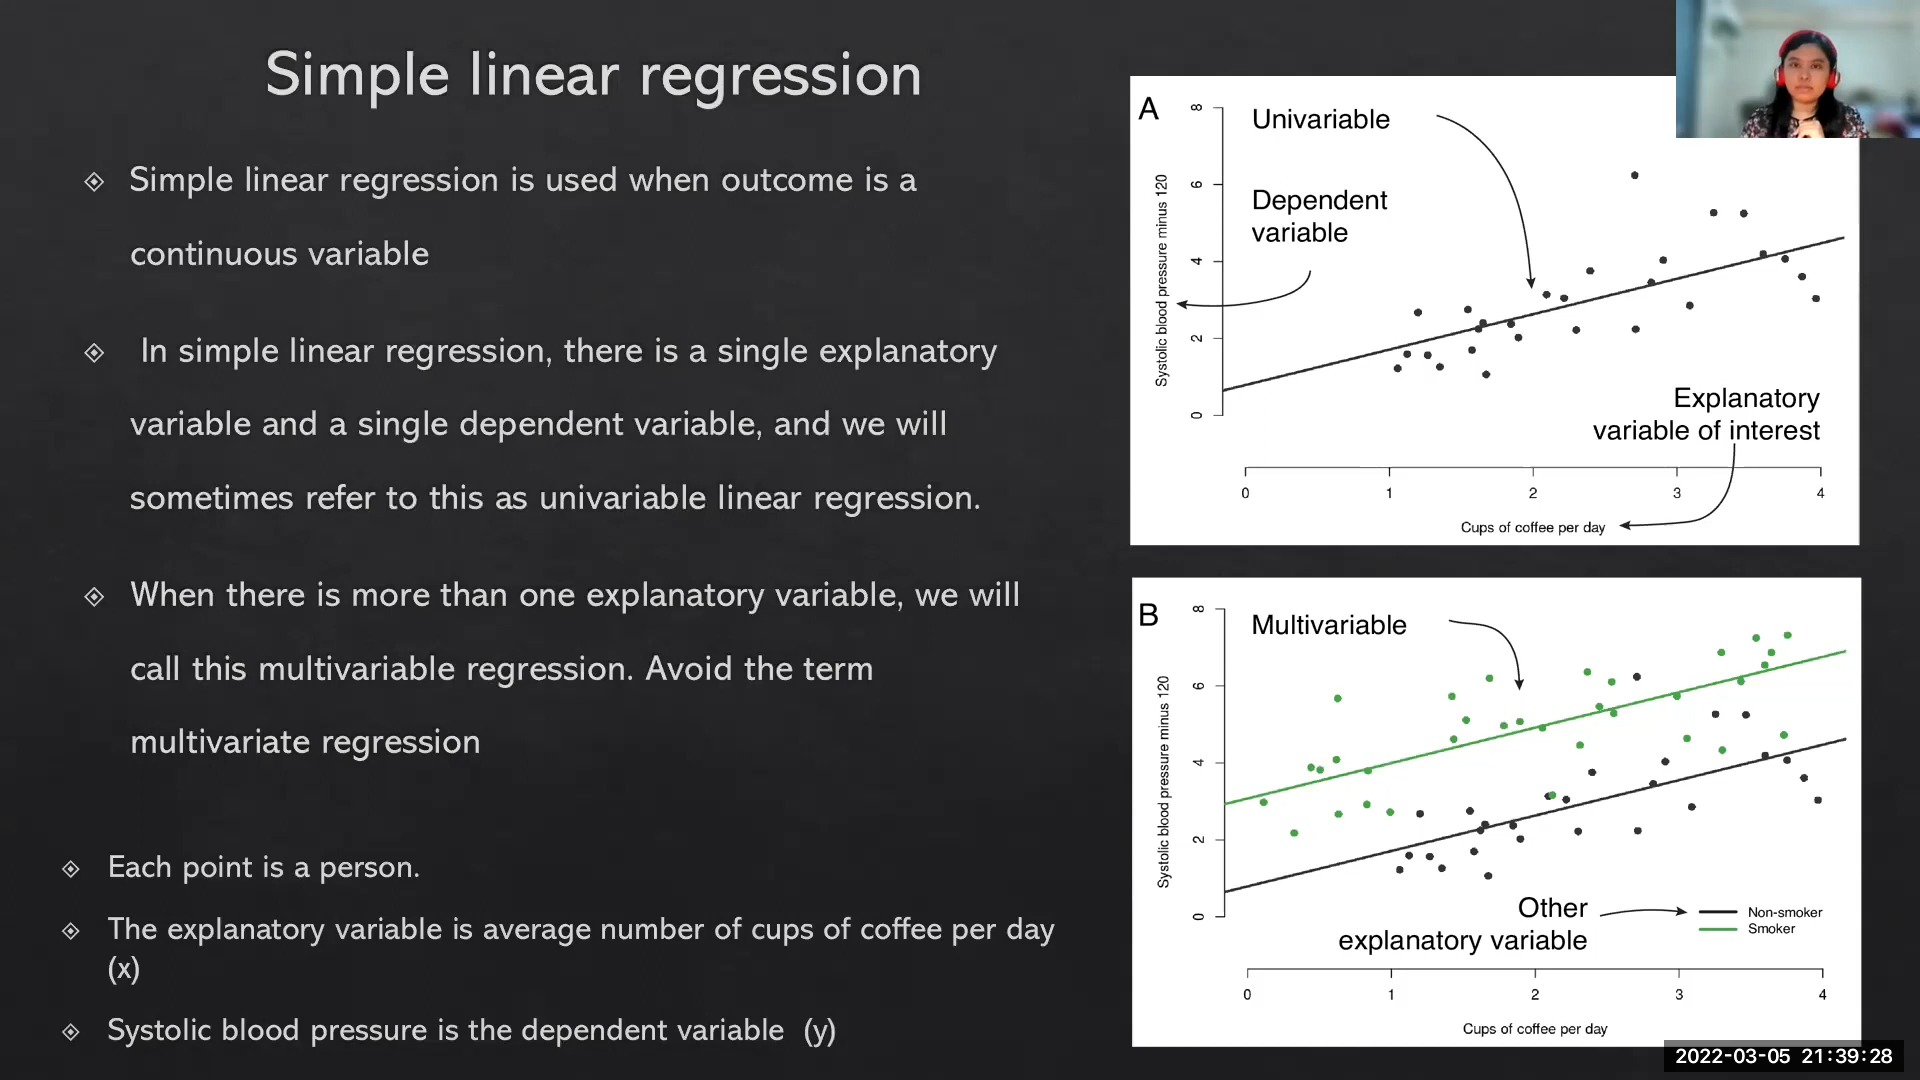 Simple linear regression
Simple linear regression is used when outcome is a
continuous variable
In simple linear regression, there is a single explanatory
variable and a single dependent variable, and we will
sometimes refer to this as univariable linear regression.
When there is more than one explanatory variable, we will
call this multivariable regression. Avoid the term
multivariate regression
Each point is a person.
The explanatory variable is average number of cups of coffee per day
(x)
Systolic blood pressure is the dependent variable (y)
A
Univariable
Dependent
variable
Explanatory
variable of interest
Systolic blood pressure minus 120
8
6
4
2
0
0 1 2 3 4
Cups of coffee per day
B
Multivariable
Systolic blood pressure minus 120
8
6
4
2
0
Other
explanatory variable
Non-smoker
Smoker
0 1 2 3 4
Cups of coffee per day
2022-03-05 21:39:28